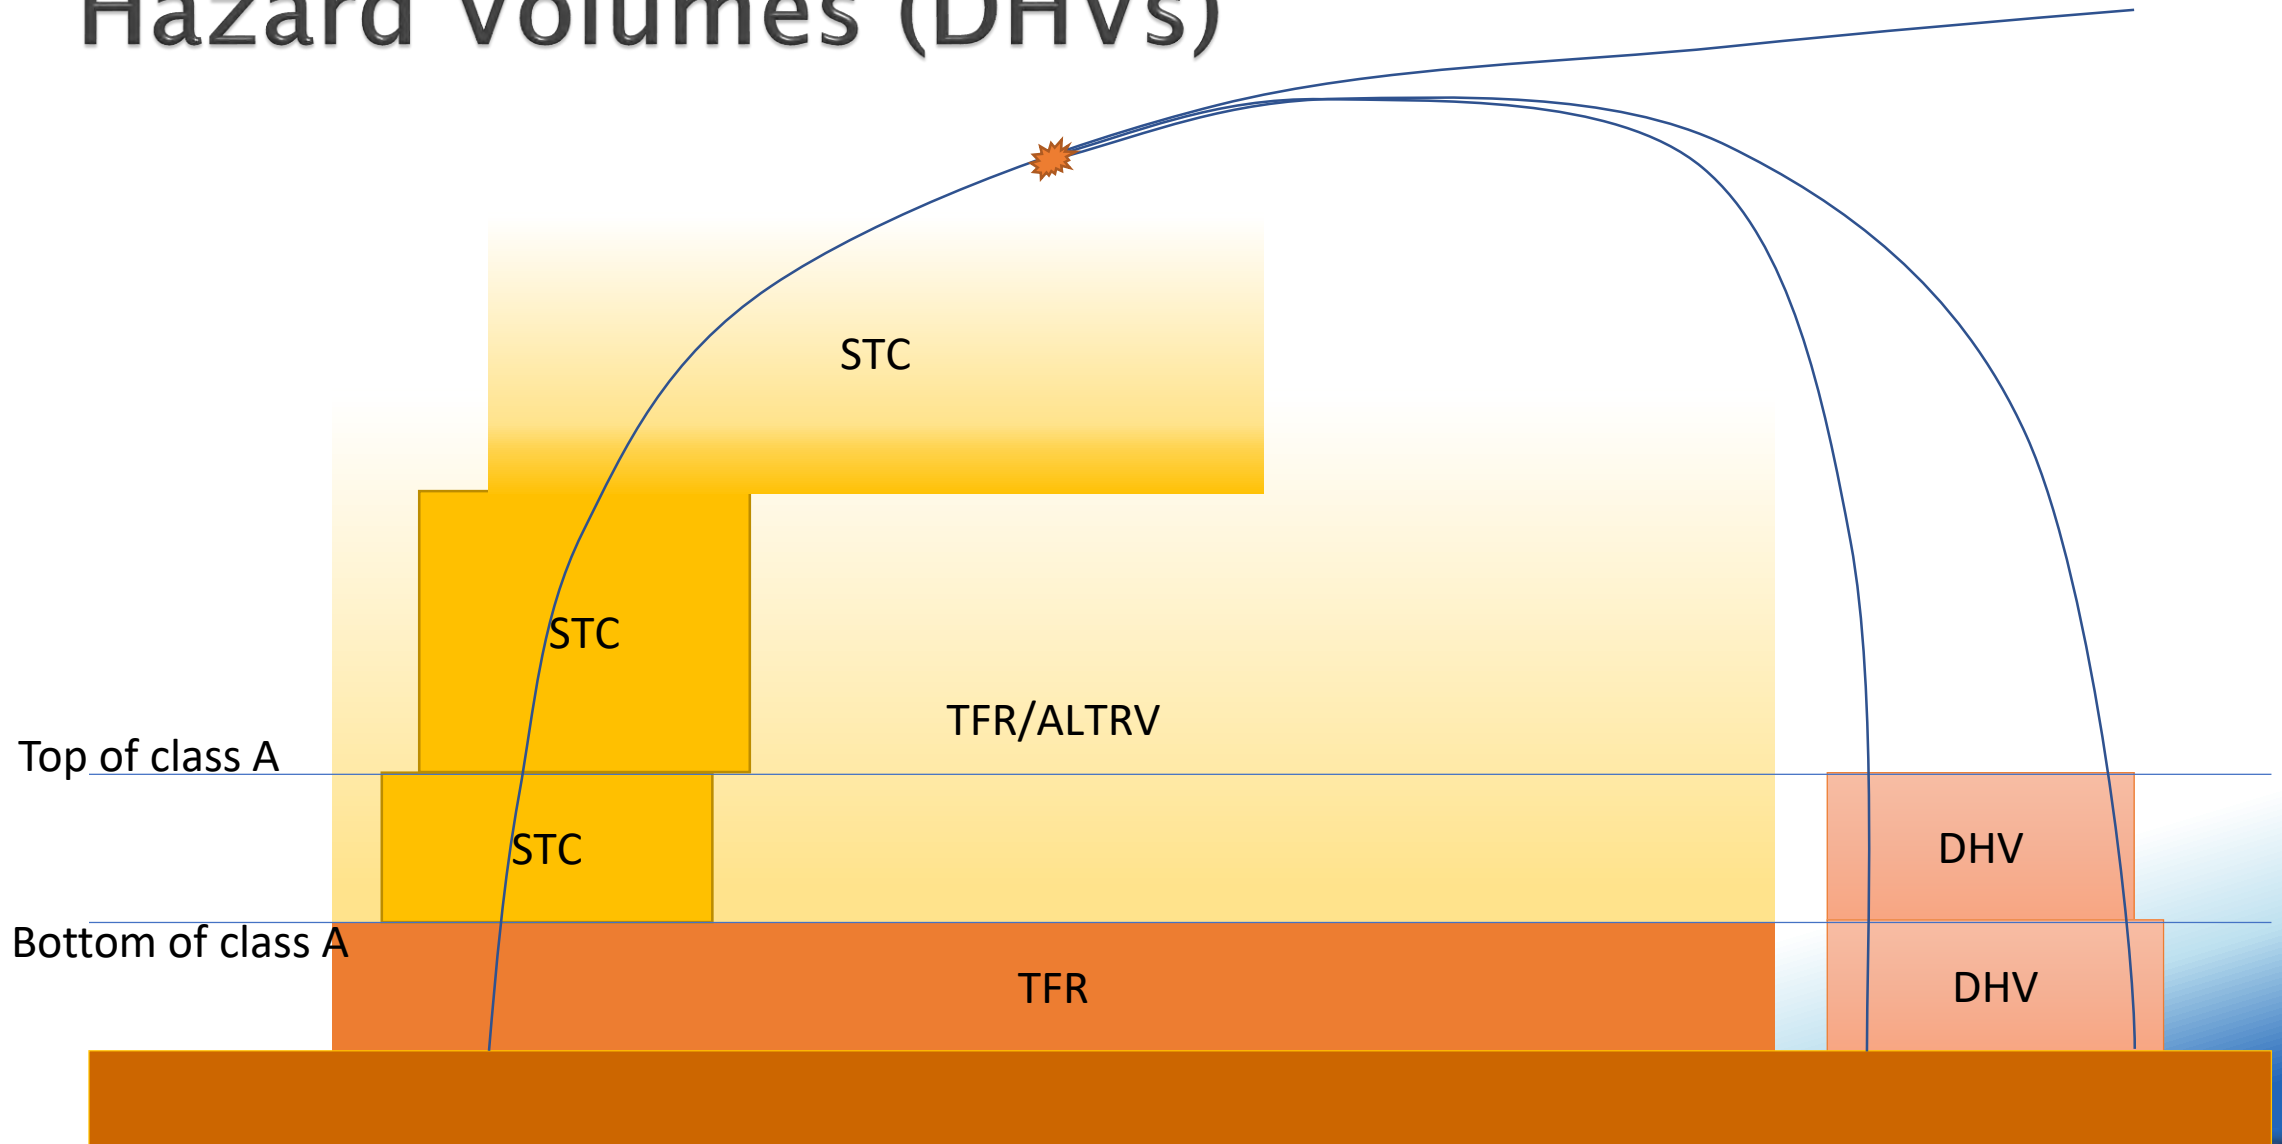 Hazard Volumes (DHVs)
STC
STC
TFR/ALTRV
Top of class A
STC
DHV
Bottom of class A
TFR
DHV